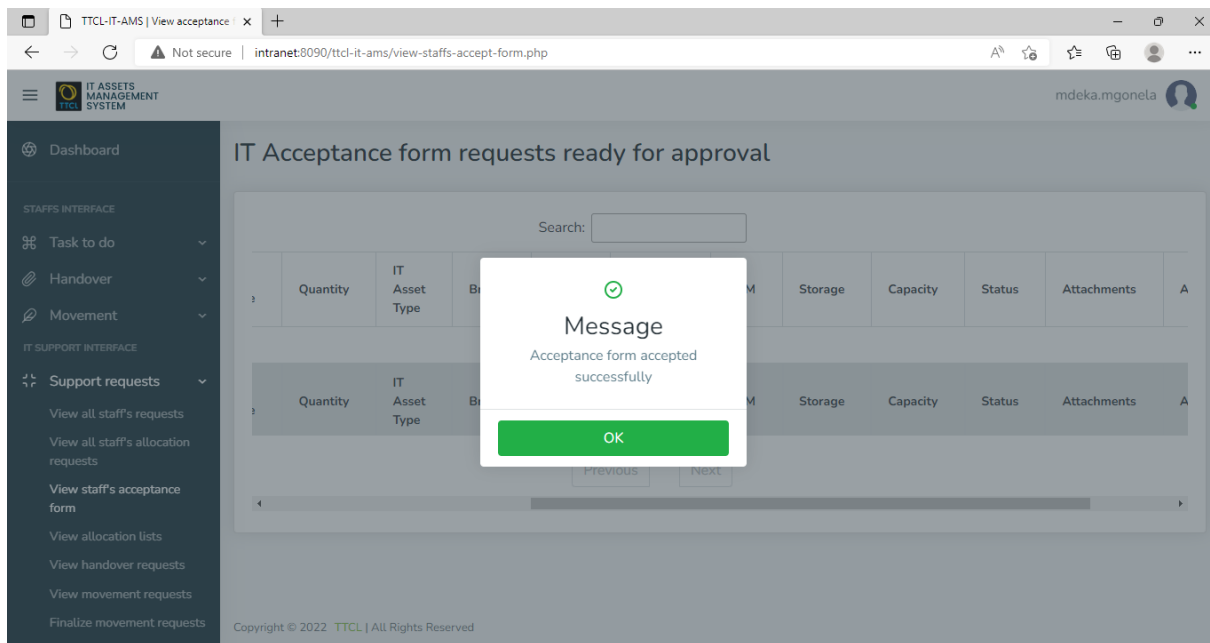 TTCL-IT-AMS | View acceptance
Not secure | intranet:8090/ttcl-it-ams/view-staffs-accept-form.php
TTCL
IT ASSETS
MANAGEMENT
SYSTEM
mdeka.mgonela
Dashboard
STAFFS INTERFACE
Task to do
Handover
Movement
IT SUPPORT INTERFACE
Support requests
View all staff's requests
View all staff's allocation
requests
View staff's acceptance
form
View allocation lists
View handover requests
View movement requests
Finalize movement requests
IT Acceptance form requests ready for approval
Search:
Quantity IT Asset Type Storage Capacity Status Attachments
Message
Acceptance form accepted
successfully
OK
Quantity IT Asset Type Storage Capacity Status Attachments
Previous Next
Copyright © 2022 TTCL | All Rights Reserved